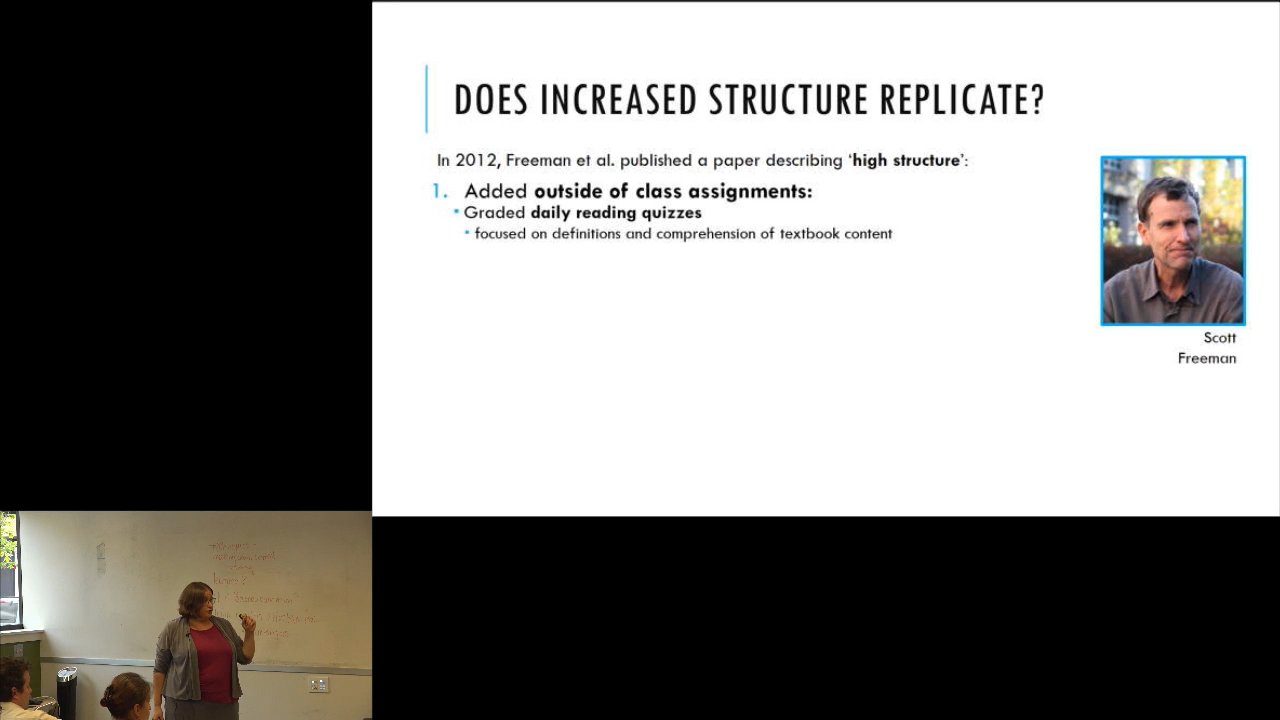 DOES INCREASED STRUCTURE REPLICATE?
In 2012, Freeman et al. published a paper describing ‘high structure’:
1. Added outside of class assignments:
▪ Graded daily reading quizzes
▪ focused on definitions and comprehension of textbook content
Scott
Freeman